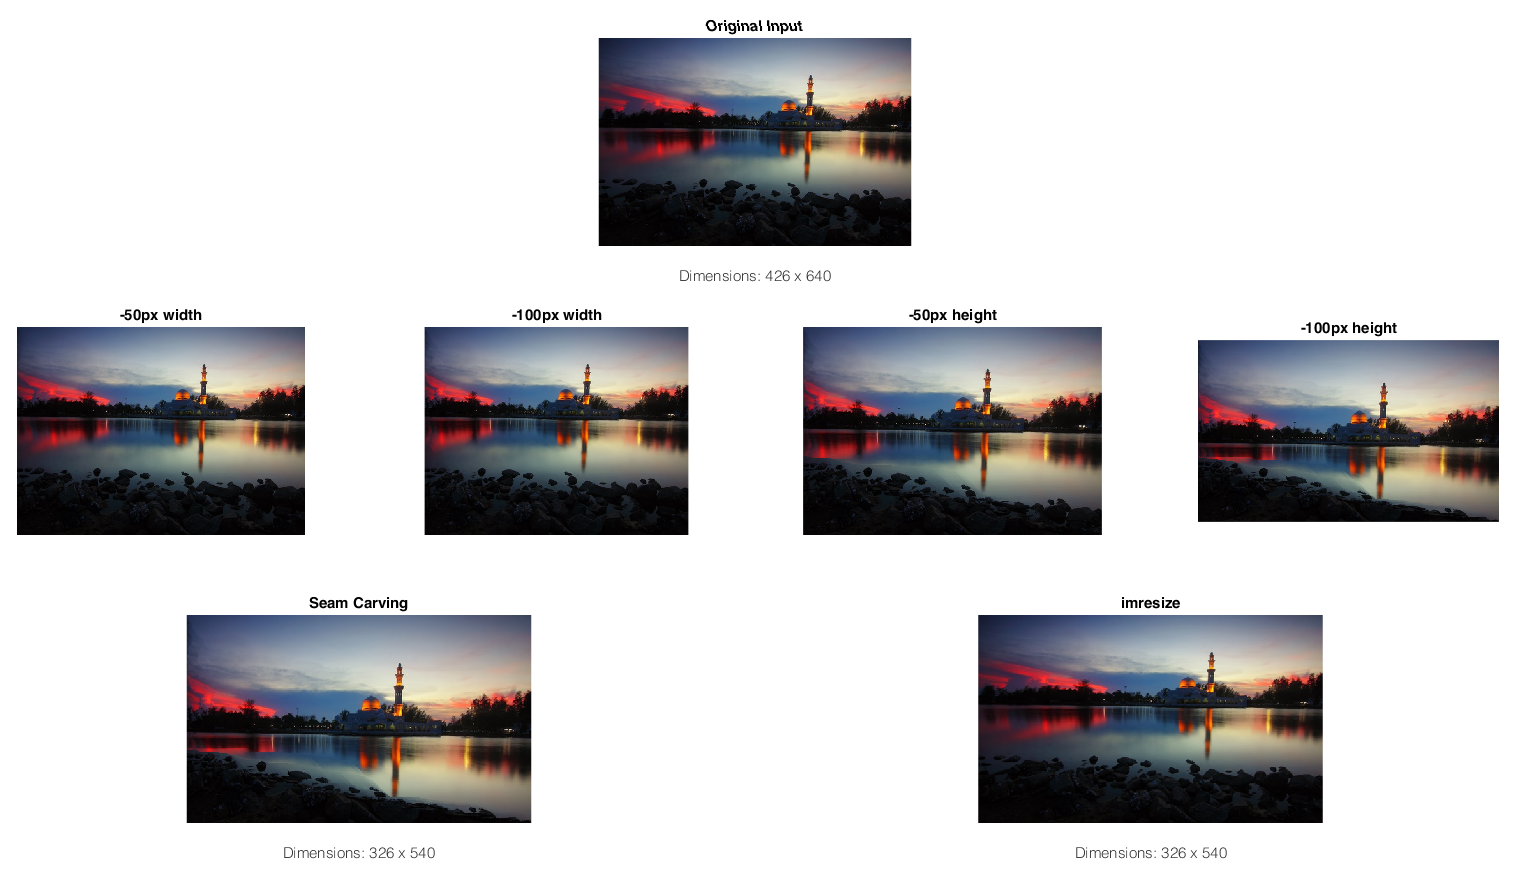 Original Input
Dimensions: 426 x 640
-50px width
-100px width
-50px height
-100px height
Seam Carving
imresize
Dimensions: 326 x 540
Dimensions: 326 x 540